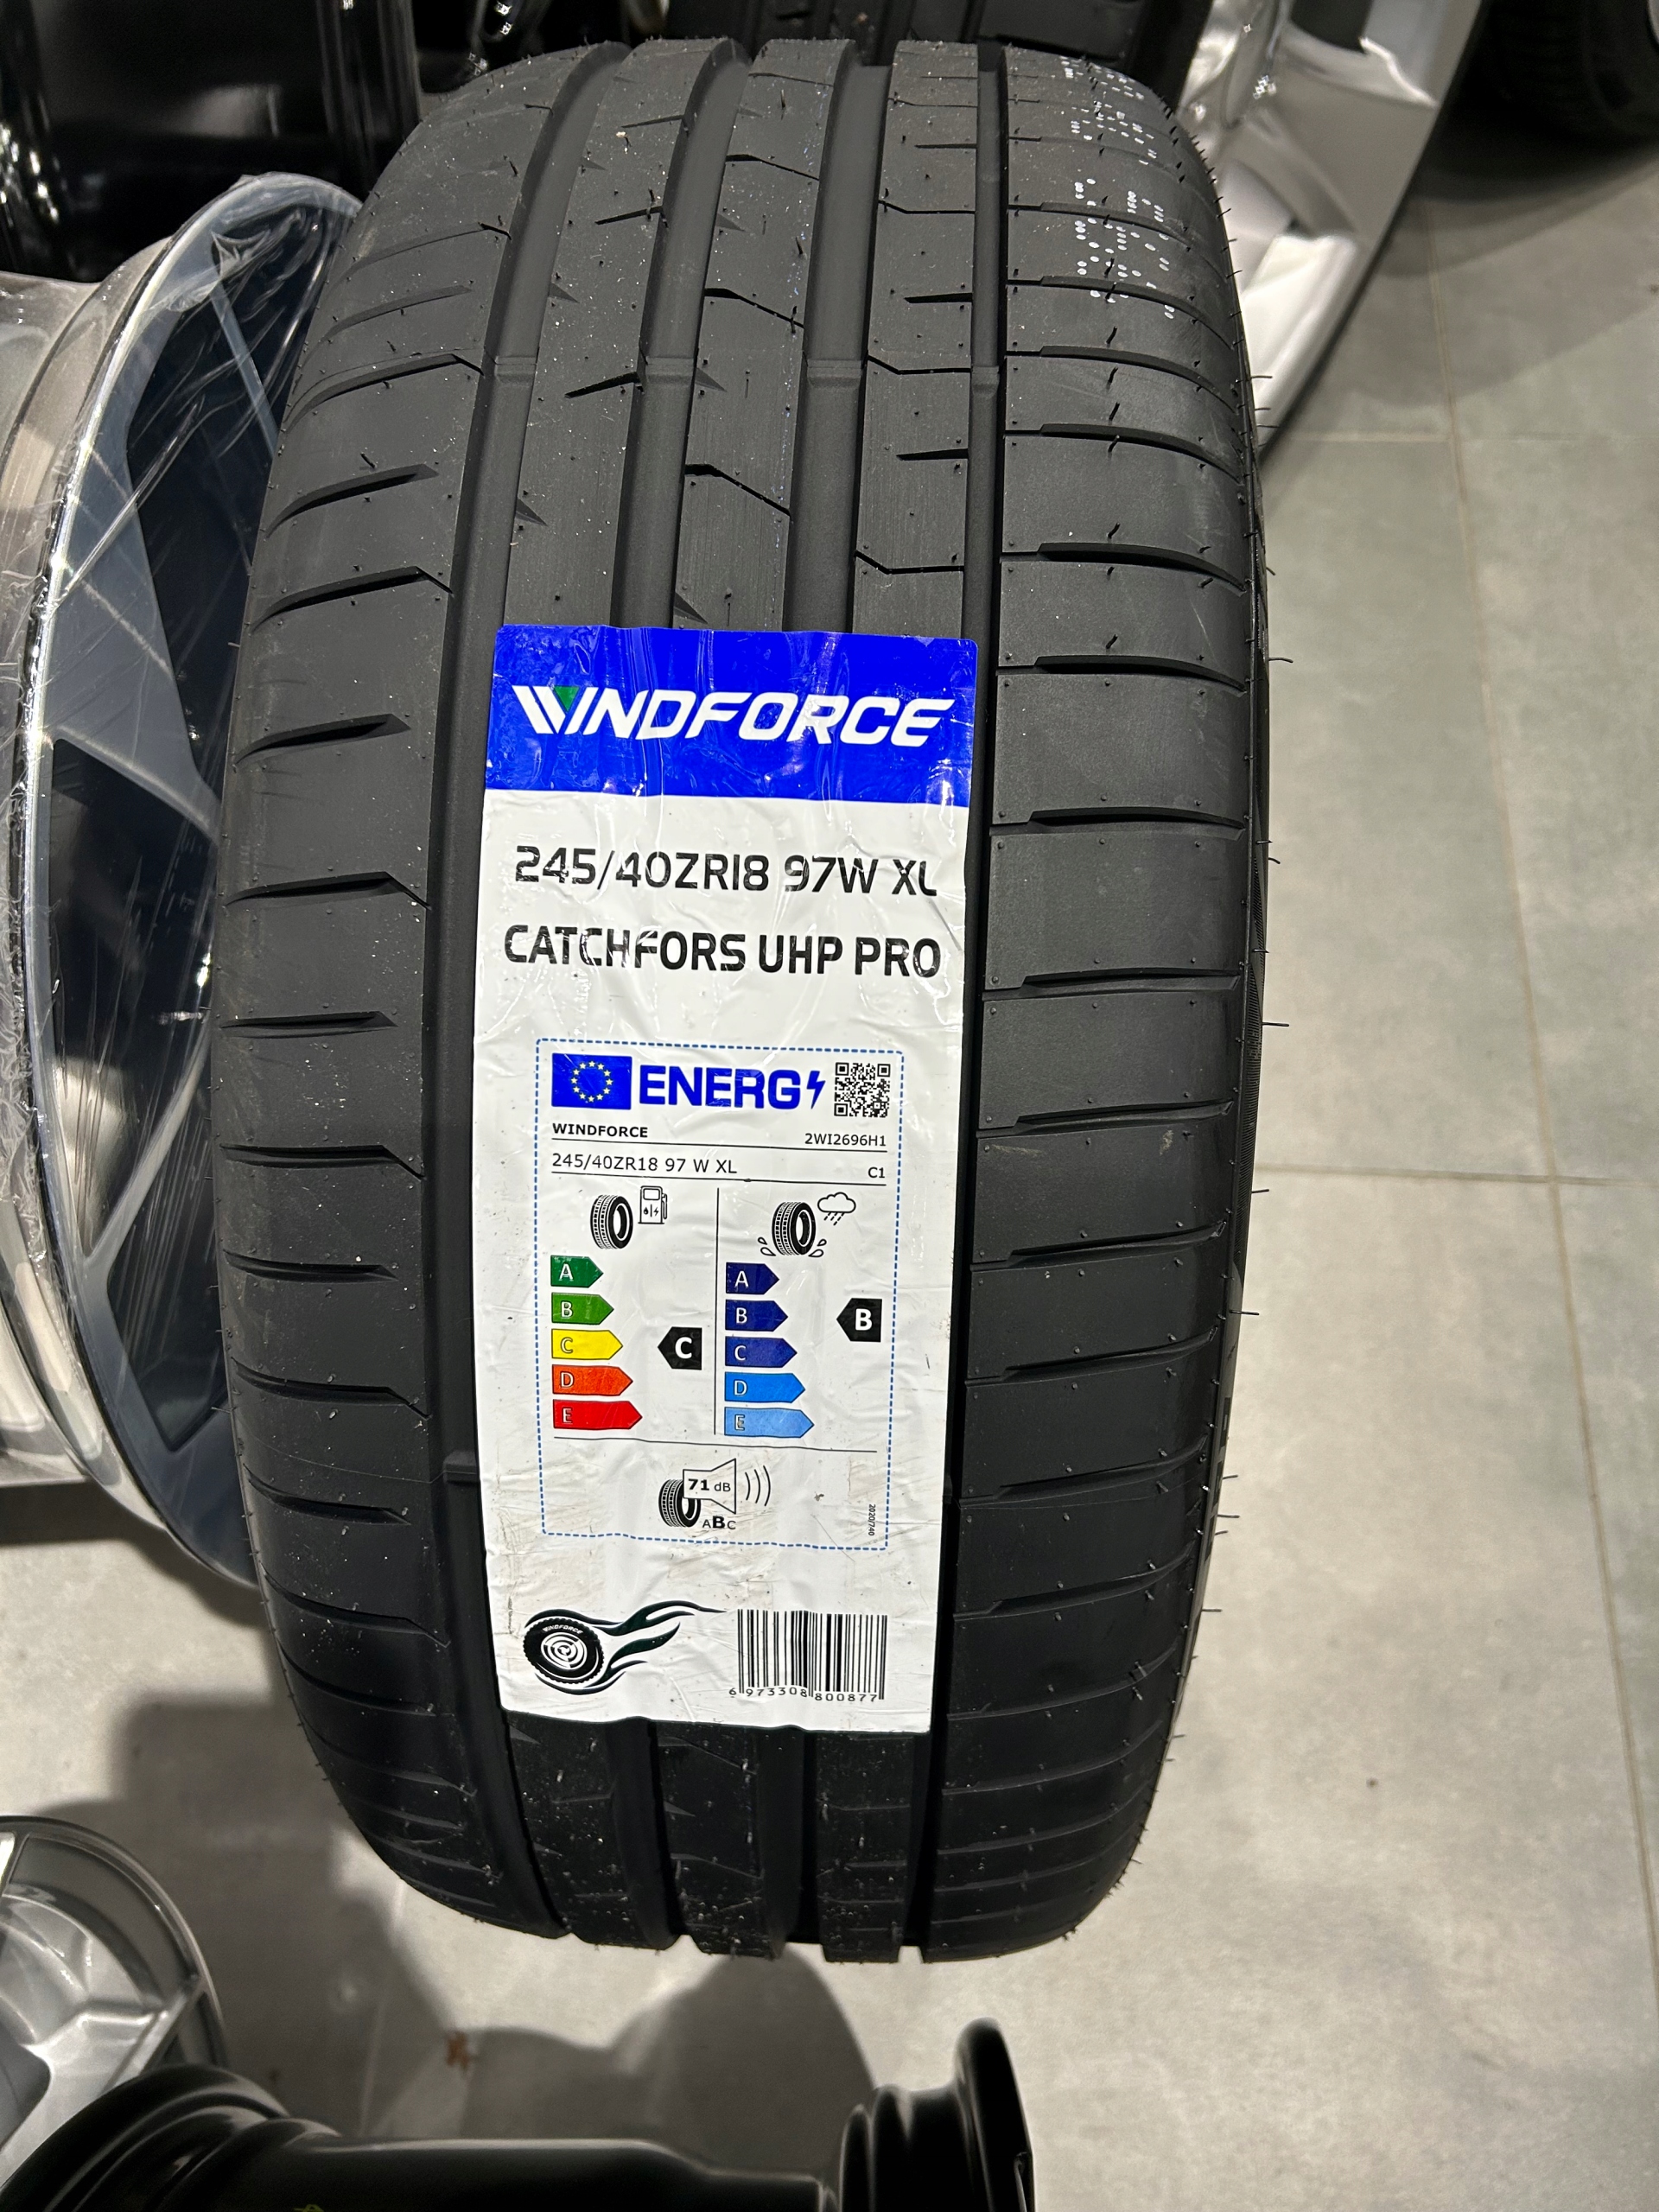 WINDFORCE
245/40ZR18 97W XL
CATCHFORS UHP PRO
ENERG
WINDFORCE 2WI2696H1
245/40ZR18 97 W XL C1
A A
B B B
C C C
D D
E E
71 dB
ABC
2020/740
WINDFORCE
6 973308 800877